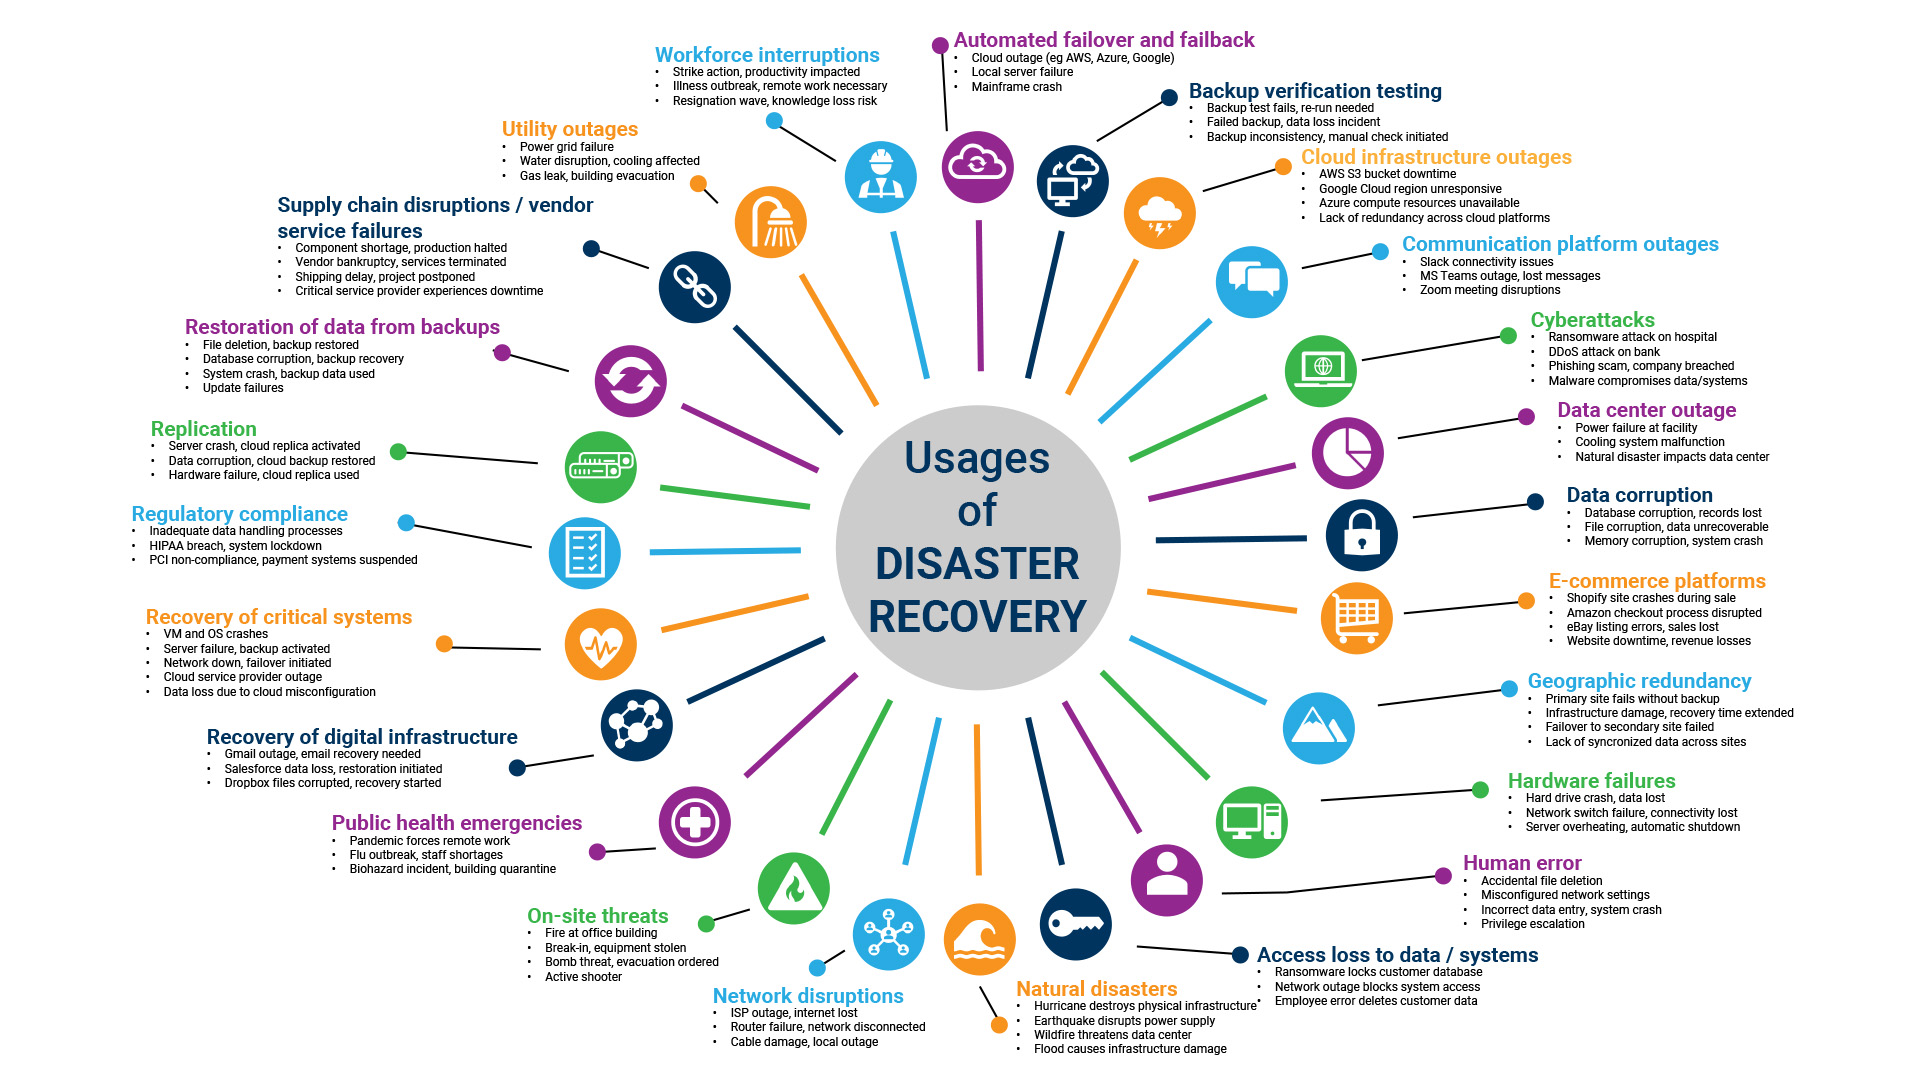 Usages
of
DISASTER
RECOVERY
Automated failover and failback
• Cloud outage (eg AWS, Azure, Google)
• Local server failure
• Mainframe crash
Backup verification testing
• Backup test fails, re-run needed
• Failed backup, data loss incident
• Backup inconsistency, manual check initiated
Cloud infrastructure outages
• AWS S3 bucket downtime
• Google Cloud region unresponsive
• Azure compute resources unavailable
• Lack of redundancy across cloud platforms
Communication platform outages
• Slack connectivity issues
• MS Teams outage, lost messages
• Zoom meeting disruptions
Cyberattacks
• Ransomware attack on hospital
• DDoS attack on bank
• Phishing scam, company breached
• Malware compromises data/systems
Data center outage
• Power failure at facility
• Cooling system malfunction
• Natural disaster impacts data center
Data corruption
• Database corruption, records lost
• File corruption, data unrecoverable
• Memory corruption, system crash
E-commerce platforms
• Shopify site crashes during sale
• Amazon checkout process disrupted
• eBay listing errors, sales lost
• Website downtime, revenue losses
Geographic redundancy
• Primary site fails without backup
• Infrastructure damage, recovery time extended
• Failover to secondary site failed
• Lack of syncronized data across sites
Hardware failures
• Hard drive crash, data lost
• Network switch failure, connectivity lost
• Server overheating, automatic shutdown
Human error
• Accidental file deletion
• Misconfigured network settings
• Incorrect data entry, system crash
• Privilege escalation
Access loss to data / systems
• Ransomware locks customer database
• Network outage blocks system access
• Employee error deletes customer data
Natural disasters
• Hurricane destroys physical infrastructure
• Earthquake disrupts power supply
• Wildfire threatens data center
• Flood causes infrastructure damage
Network disruptions
• ISP outage, internet lost
• Router failure, network disconnected
• Cable damage, local outage
On-site threats
• Fire at office building
• Break-in, equipment stolen
• Bomb threat, evacuation ordered
• Active shooter
Public health emergencies
• Pandemic forces remote work
• Flu outbreak, staff shortages
• Biohazard incident, building quarantine
Recovery of digital infrastructure
• Gmail outage, email recovery needed
• Salesforce data loss, restoration initiated
• Dropbox files corrupted, recovery started
Recovery of critical systems
• VM and OS crashes
• Server failure, backup activated
• Network down, failover initiated
• Cloud service provider outage
• Data loss due to cloud misconfiguration
Regulatory compliance
• Inadequate data handling processes
• HIPAA breach, system lockdown
• PCI non-compliance, payment systems suspended
Replication
• Server crash, cloud replica activated
• Data corruption, cloud backup restored
• Hardware failure, cloud replica used
Restoration of data from backups
• File deletion, backup restored
• Database corruption, backup recovery
• System crash, backup data used
• Update failures
Supply chain disruptions / vendor
service failures
• Component shortage, production halted
• Vendor bankruptcy, services terminated
• Shipping delay, project postponed
• Critical service provider experiences downtime
Utility outages
• Power grid failure
• Water disruption, cooling affected
• Gas leak, building evacuation
Workforce interruptions
• Strike action, productivity impacted
• Illness outbreak, remote work necessary
• Resignation wave, knowledge loss risk